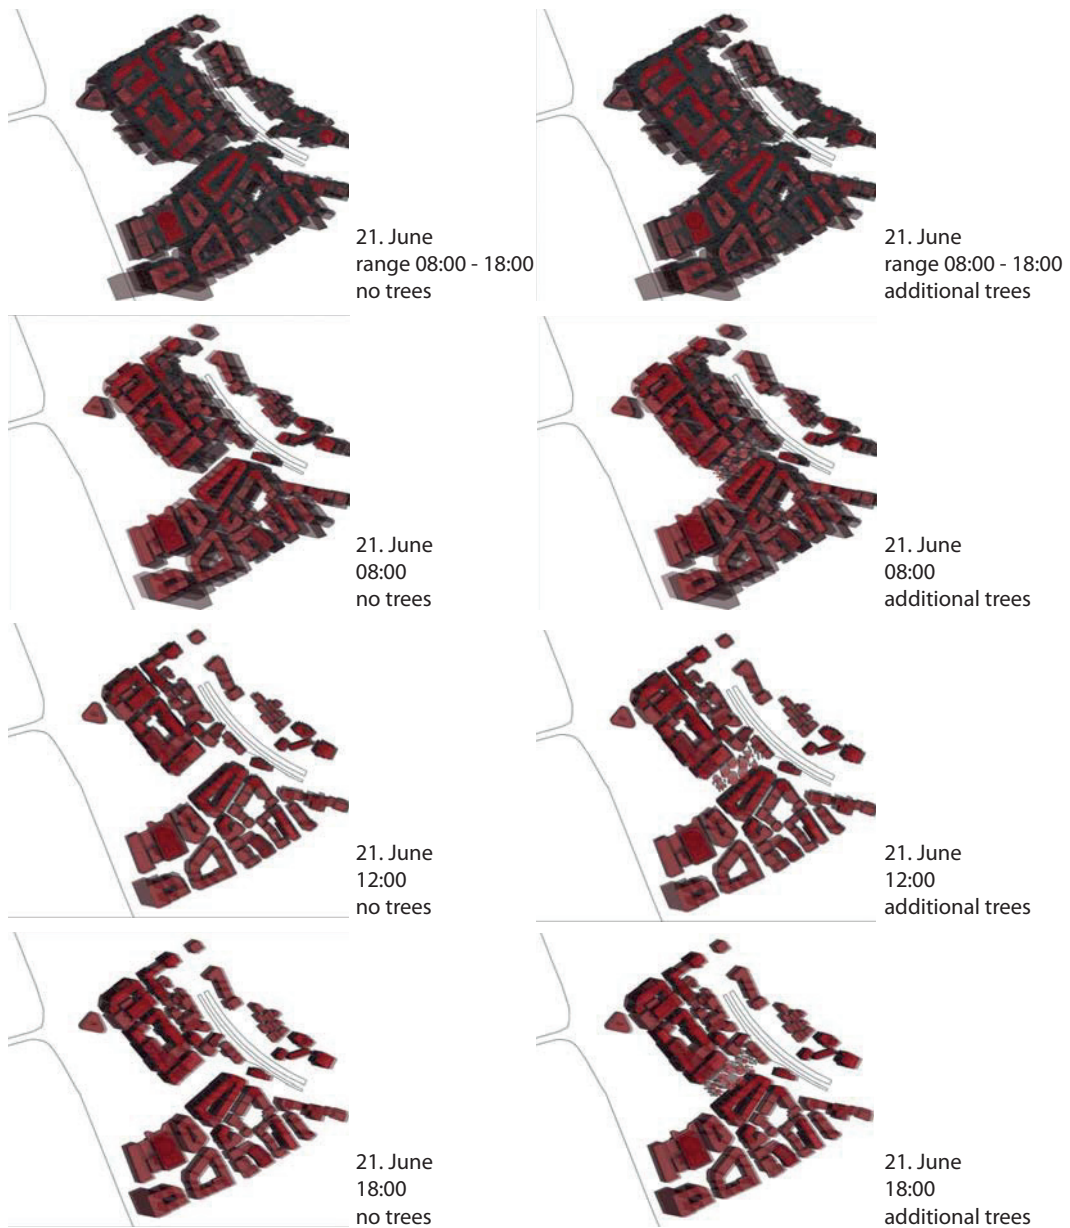 21. June
range 08:00 - 18:00
no trees
21. June
range 08:00 - 18:00
additional trees
21. June
08:00
no trees
21. June
08:00
additional trees
21. June
12:00
no trees
21. June
12:00
additional trees
21. June
18:00
no trees
21. June
18:00
additional trees